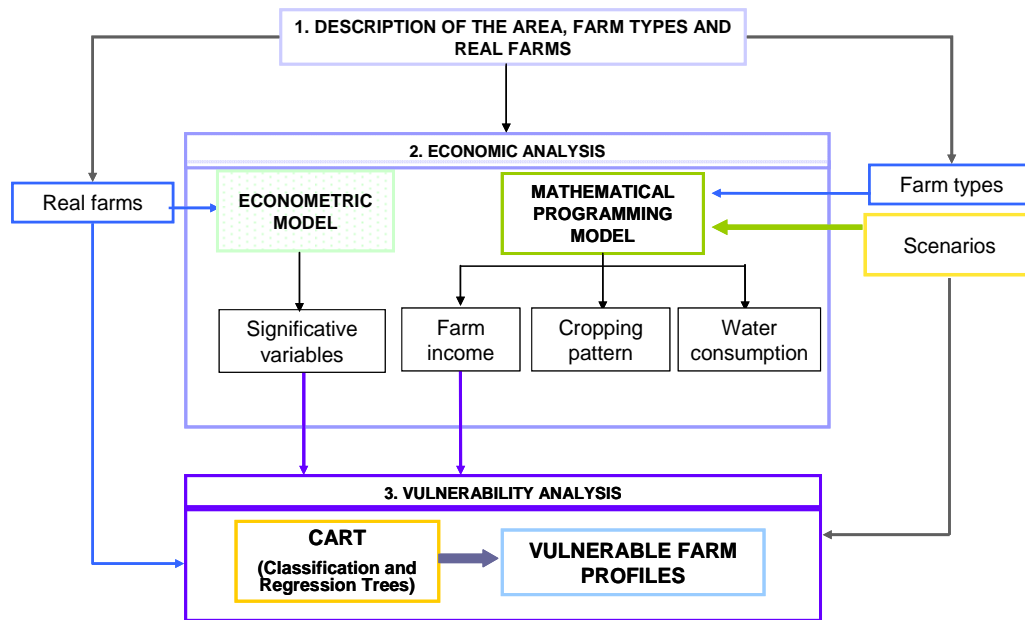 1. DESCRIPTION OF THE AREA, FARM TYPES AND
REAL FARMS
2. ECONOMIC ANALYSIS
Real farms
ECONOMETRIC
MODEL
MATHEMATICAL
PROGRAMMING
MODEL
Farm types
Scenarios
Significative
variables
Farm
income
Cropping
pattern
Water
consumption
3. VULNERABILITY ANALYSIS
CART
(Classification and
Regression Trees)
VULNERABLE FARM
PROFILES